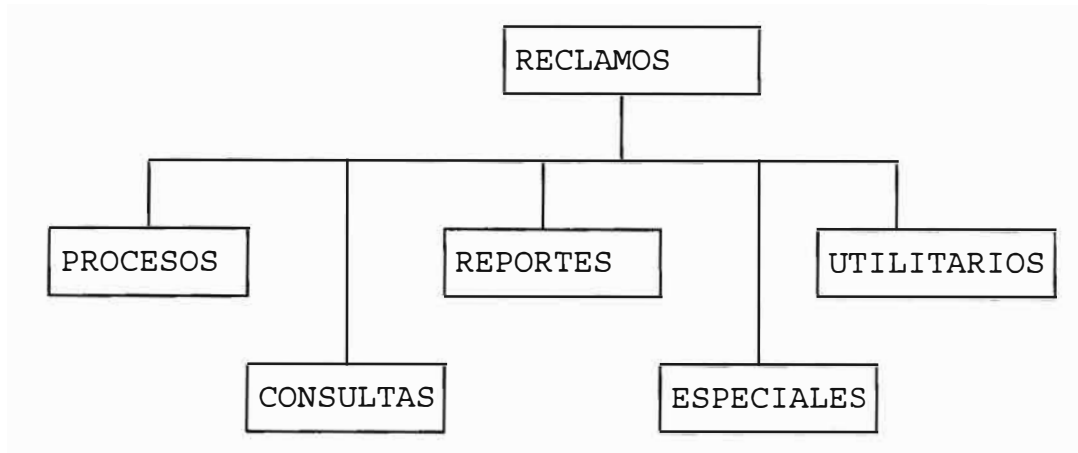 RECLAMOS
PROCESOS
REPORTES
UTILITARIOS
CONSULTAS
ESPECIALES